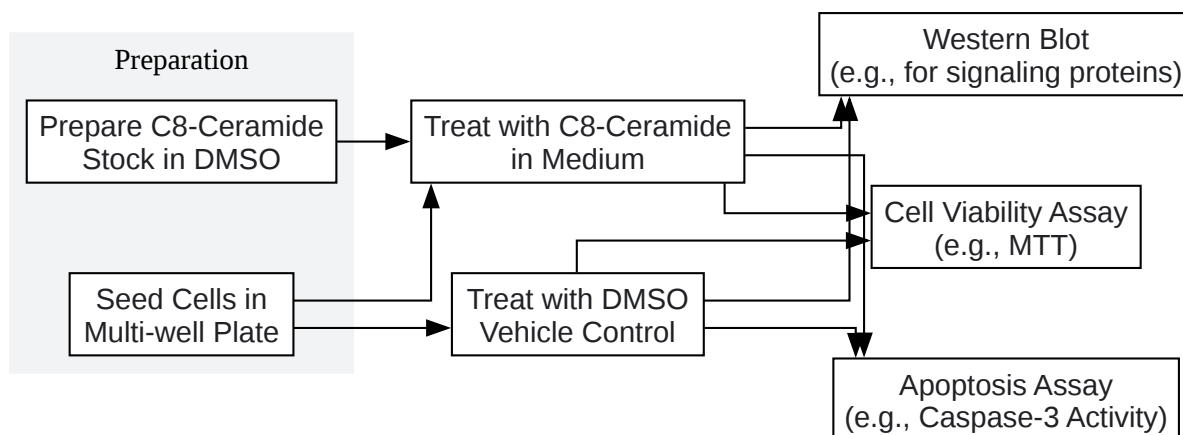 Preparation
Prepare C8-Ceramide
Stock in DMSO
Seed Cells in
Multi-well Plate
Treat with C8-Ceramide
in Medium
Treat with DMSO
Vehicle Control
Western Blot
(e.g., for signaling proteins)
Cell Viability Assay
(e.g., MTT)
Apoptosis Assay
(e.g., Caspase-3 Activity)